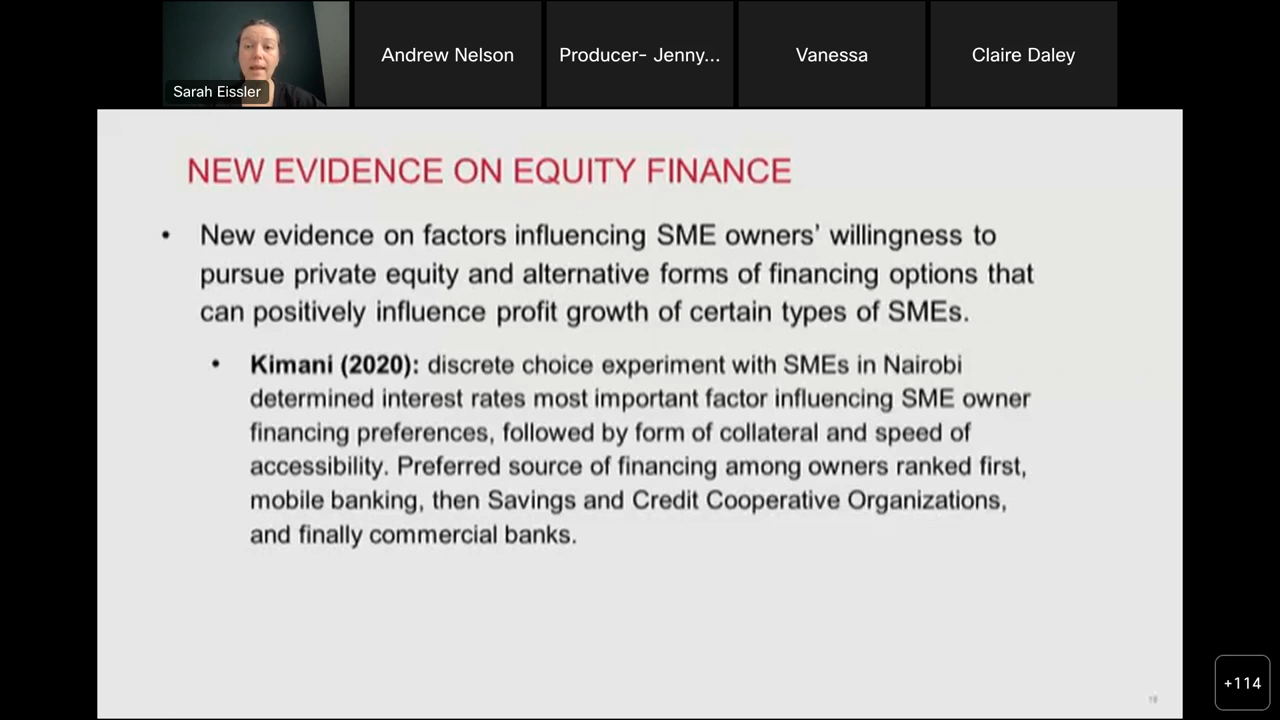 Sarah Eissler
Andrew Nelson
Producer- Jenny...
Vanessa
Claire Daley
NEW EVIDENCE ON EQUITY FINANCE
• New evidence on factors influencing SME owners’ willingness to
pursue private equity and alternative forms of financing options that
can positively influence profit growth of certain types of SMEs.
• Kimani (2020): discrete choice experiment with SMEs in Nairobi
determined interest rates most important factor influencing SME owner
financing preferences, followed by form of collateral and speed of
accessibility. Preferred source of financing among owners ranked first,
mobile banking, then Savings and Credit Cooperative Organizations,
and finally commercial banks.
+114